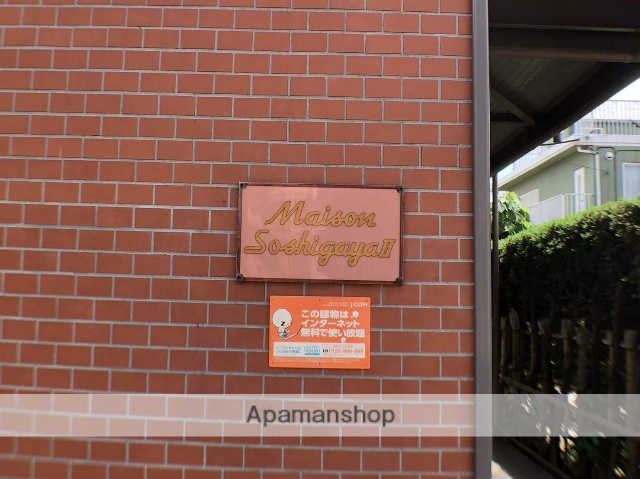 Maison
SoshigayaII
J:COM
この建物は
インターネット
無料で使い放題
Apamanshop